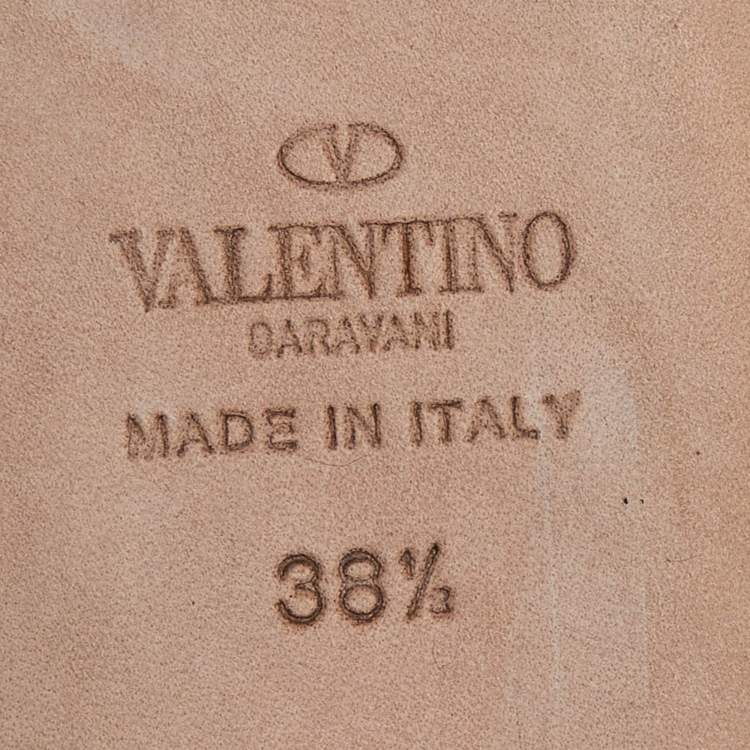 V
VALENTINO
GARAVANI
MADE IN ITALY
38½